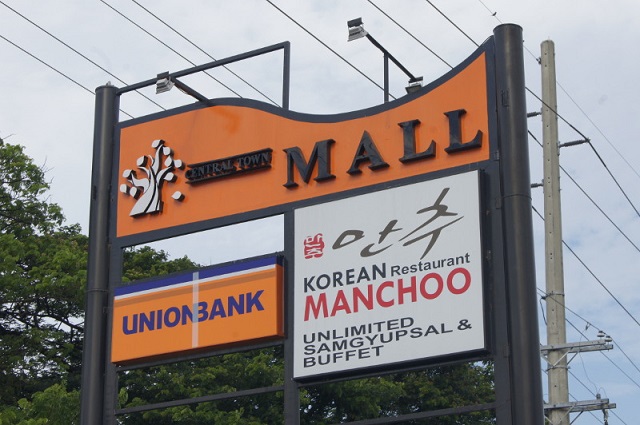 CENTRAL TOWN MALL
만추
KOREAN Restaurant
MANCHOO
UNLIMITED
SAMGYUPSAL &
BUFFET
UNIONBANK